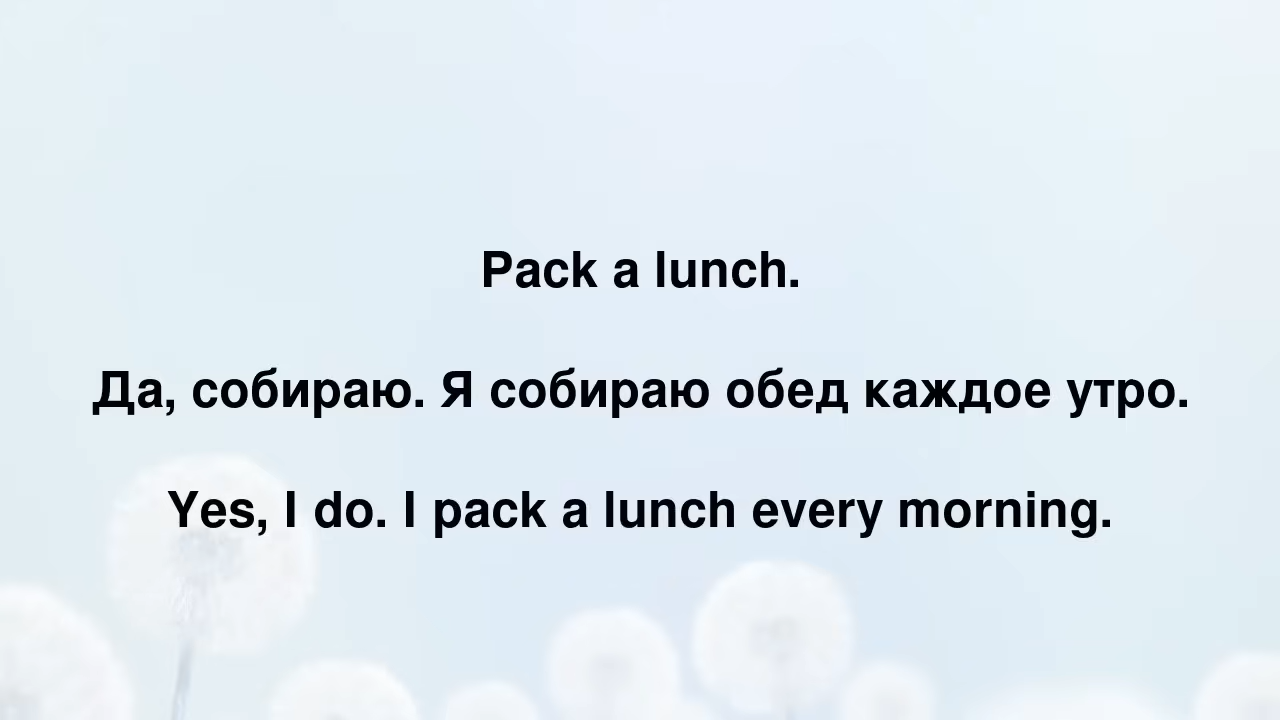 Pack a lunch.
Да, собираю. Я собираю обед каждое утро.
Yes, I do. I pack a lunch every morning.